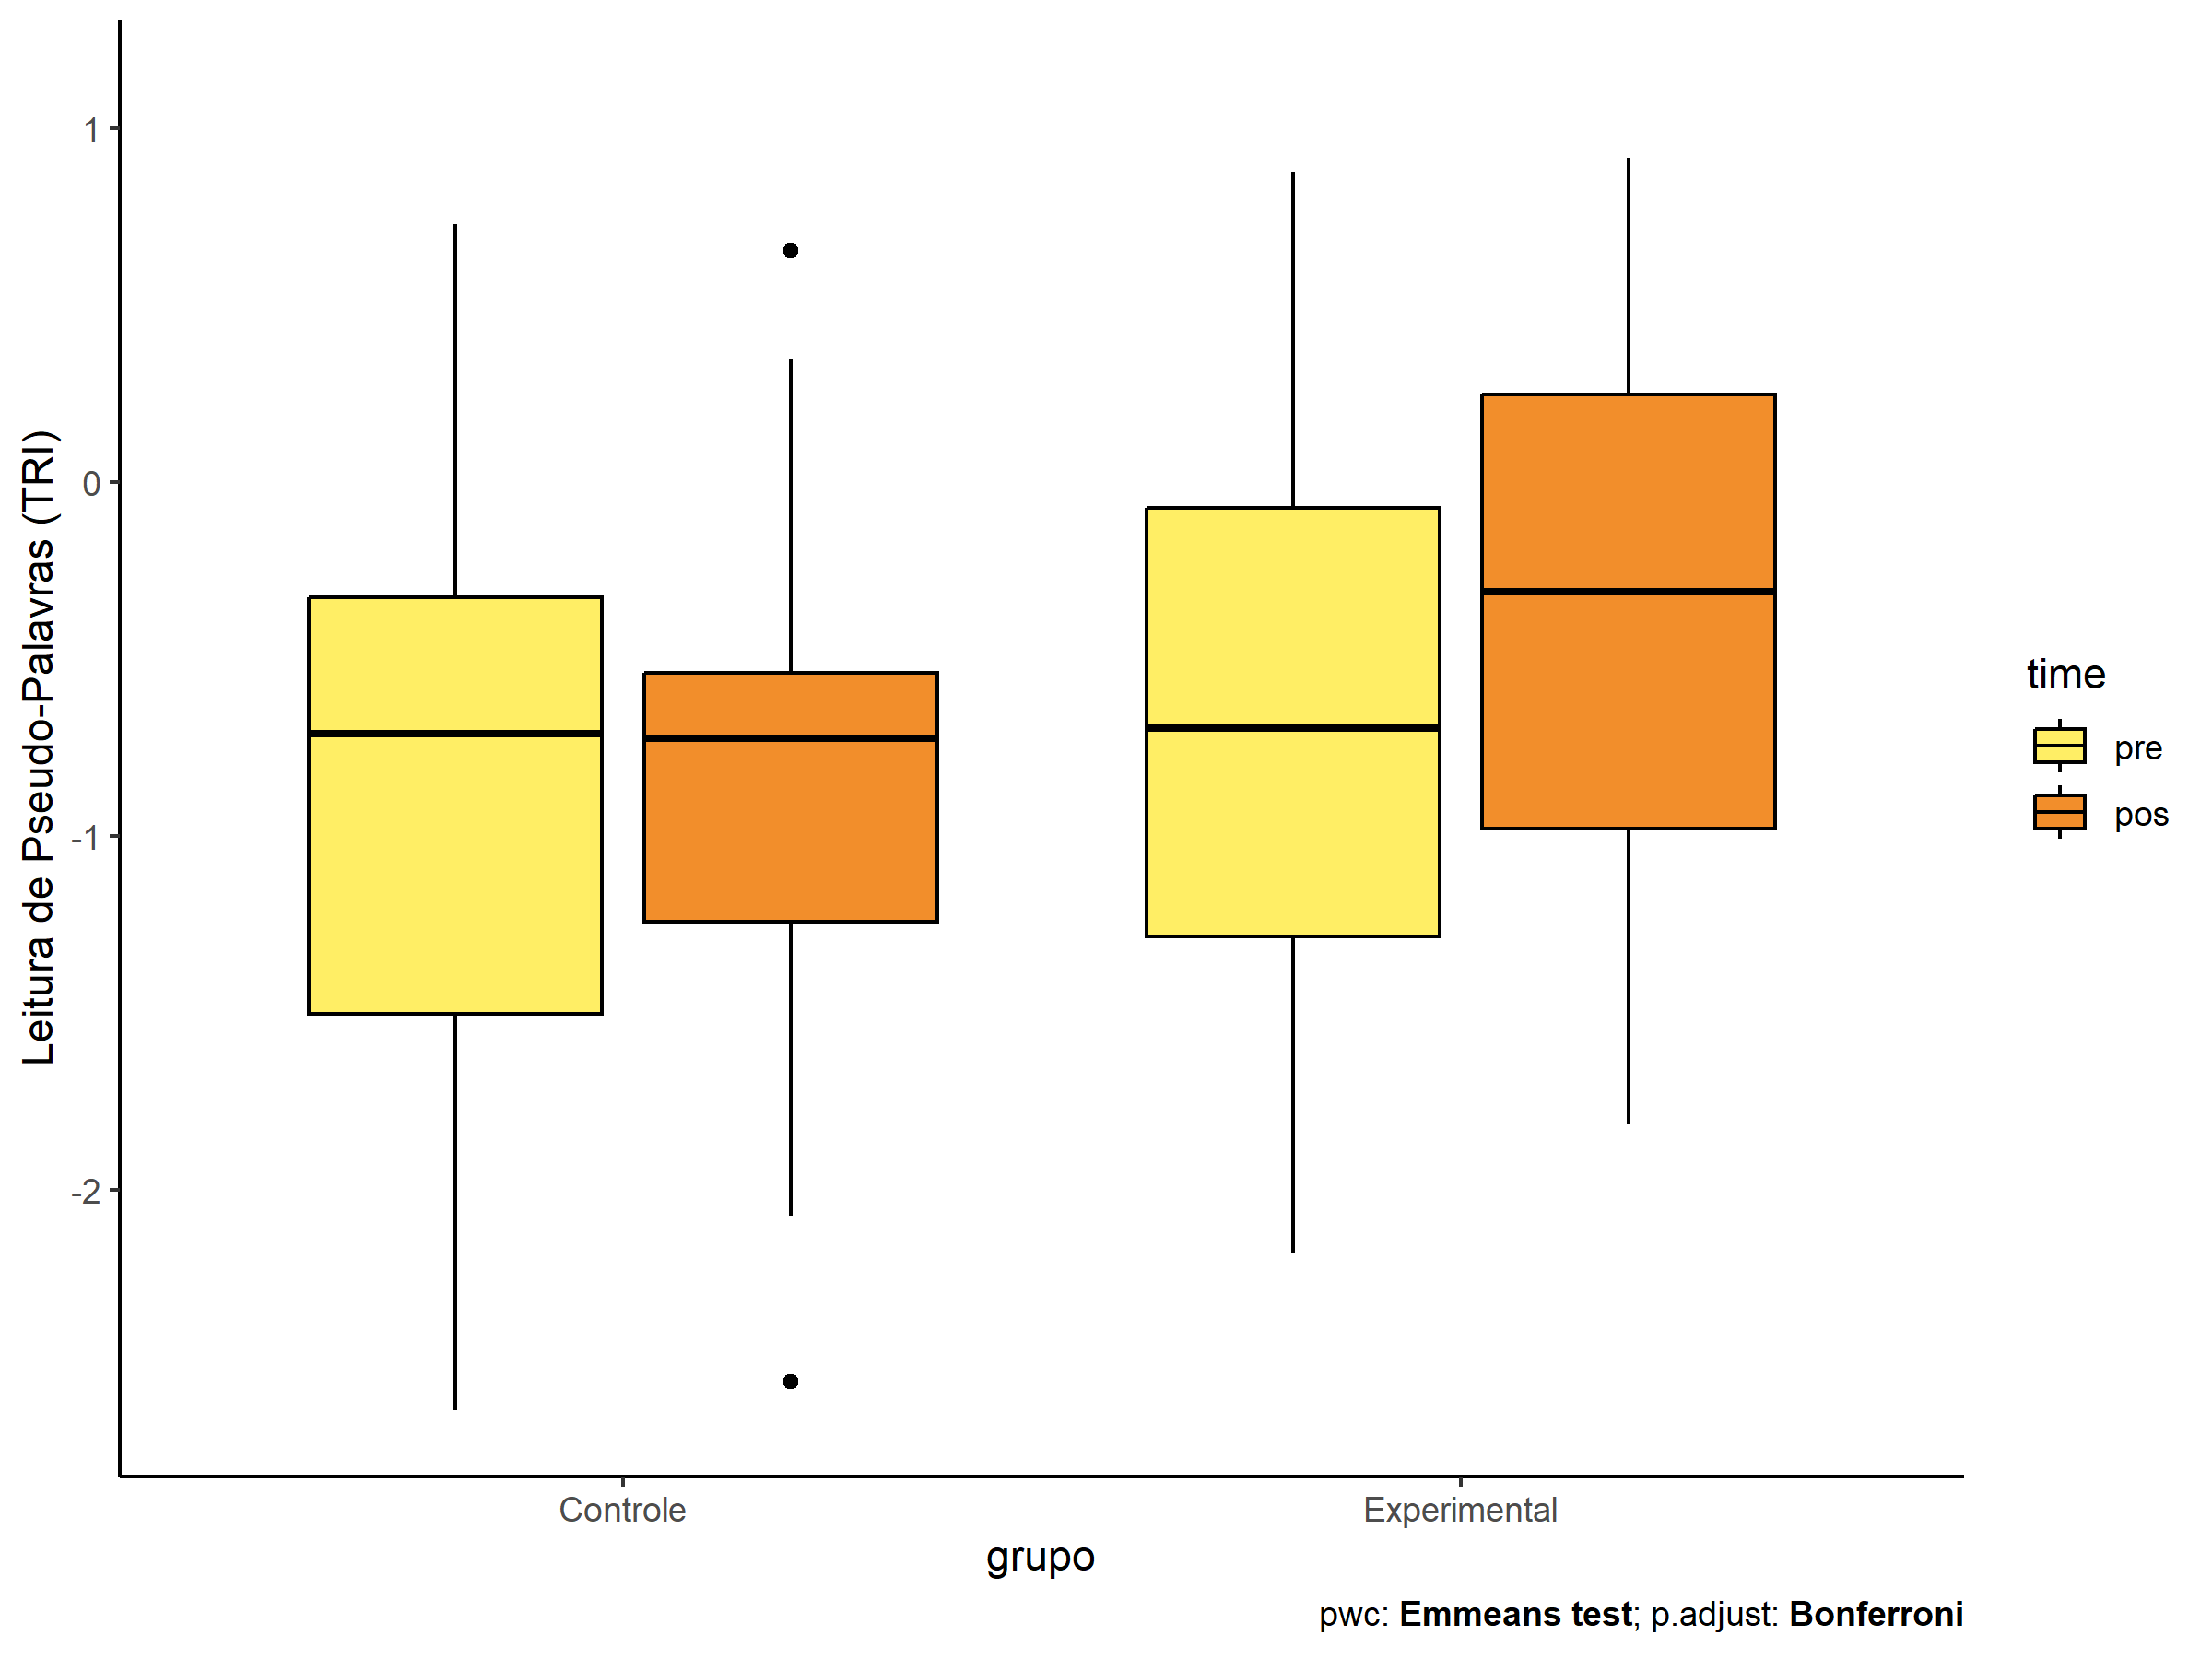 Leitura de Pseudo-Palavras (TRI)
1
0
-1
-2
Controle
Experimental
grupo
time
pre
pos
pwc: Emmeans test; p.adjust: Bonferroni